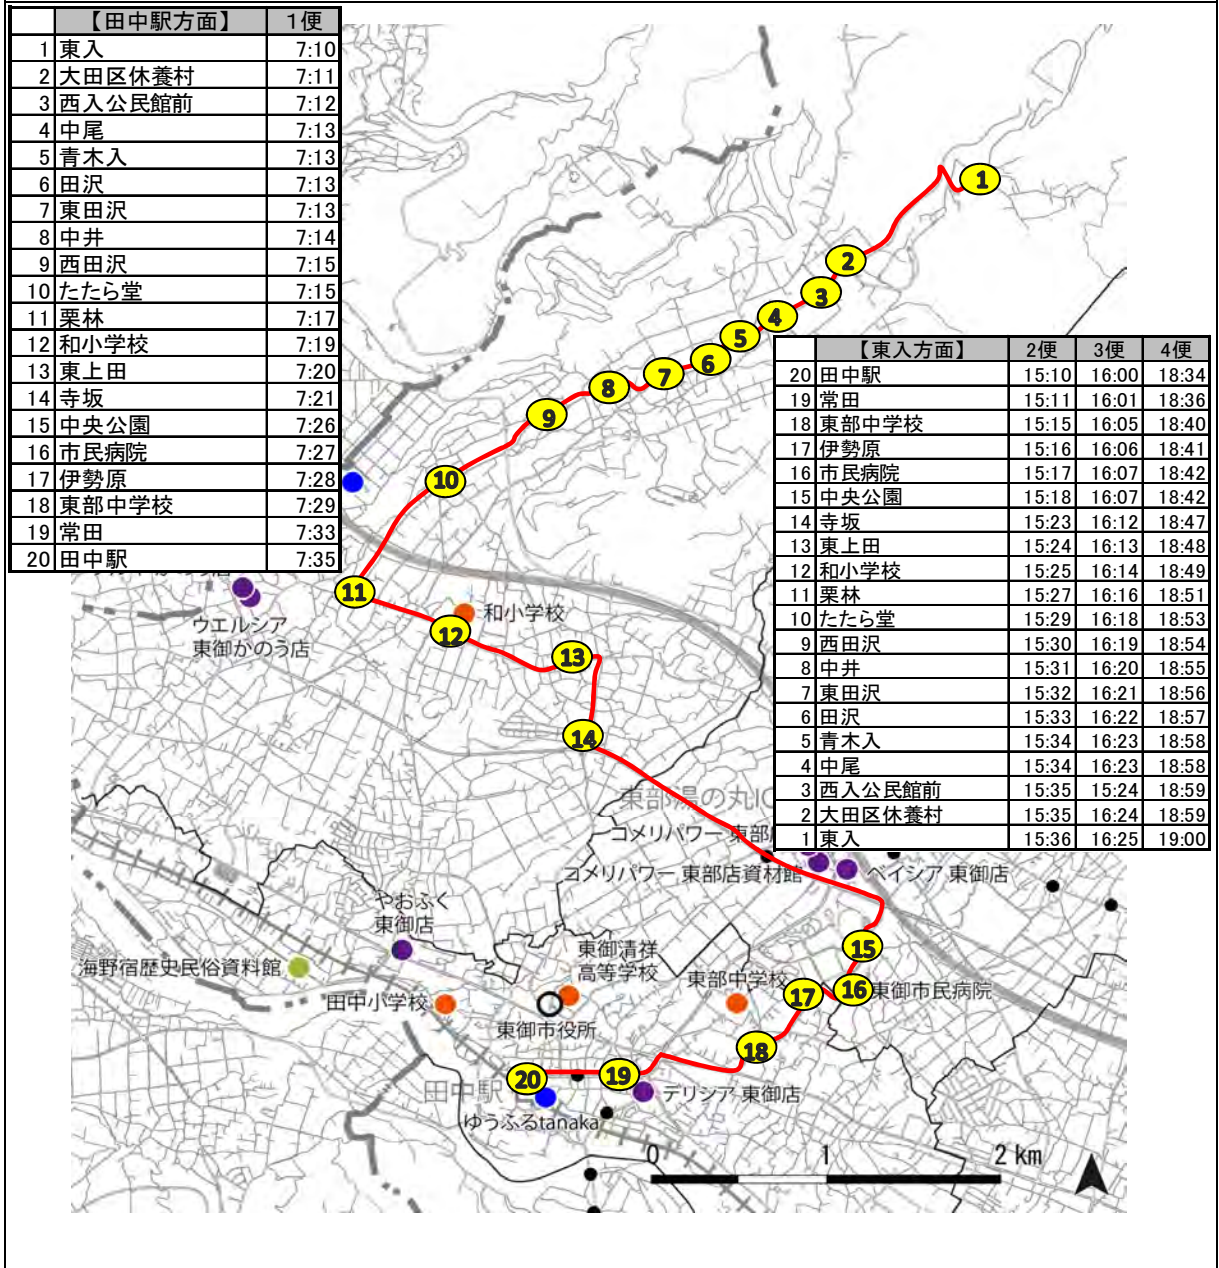 【田中駅方面】 1便
1 東入 7:10
2 大田区休養村 7:11
3 西入公民館前 7:12
4 中尾 7:13
5 青木入 7:13
6 田沢 7:13
7 東田沢 7:13
8 中井 7:14
9 西田沢 7:15
10 たたら堂 7:15
11 栗林 7:17
12 和小学校 7:19
13 東上田 7:20
14 寺坂 7:21
15 中央公園 7:26
16 市民病院 7:27
17 伊勢原 7:28
18 東部中学校 7:29
19 常田 7:33
20 田中駅 7:35
【東入方面】 2便 3便 4便
20 田中駅 15:10 16:00 18:34
19 常田 15:11 16:01 18:36
18 東部中学校 15:15 16:05 18:40
17 伊勢原 15:16 16:06 18:41
16 市民病院 15:17 16:07 18:42
15 中央公園 15:18 16:07 18:42
14 寺坂 15:23 16:12 18:47
13 東上田 15:24 16:13 18:48
12 和小学校 15:25 16:14 18:49
11 栗林 15:27 16:16 18:51
10 たたら堂 15:29 16:18 18:53
9 西田沢 15:30 16:19 18:54
8 中井 15:31 16:20 18:55
7 東田沢 15:32 16:21 18:56
6 田沢 15:33 16:22 18:57
5 青木入 15:34 16:23 18:58
4 中尾 15:34 16:23 18:58
3 西入公民館前 15:35 15:24 18:59
2 大田区休養村 15:35 16:24 18:59
1 東入 15:36 16:25 19:00
1
2
3
4
5
6
7
8
9
10
11
12
和小学校
ウエルシア
東御かのう店
13
14
東部湯の丸IC
コメリパワー 東部
コメリパワー 東部店資材館
ベイシア 東御店
やおふく
東御店
15
海野宿歴史民俗資料館
東御清祥
高等学校
東部中学校
16
東御市民病院
17
田中小学校
東御市役所
18
19
20
田中駅
デリシア 東御店
ゆうふるtanaka
0 1 2 km